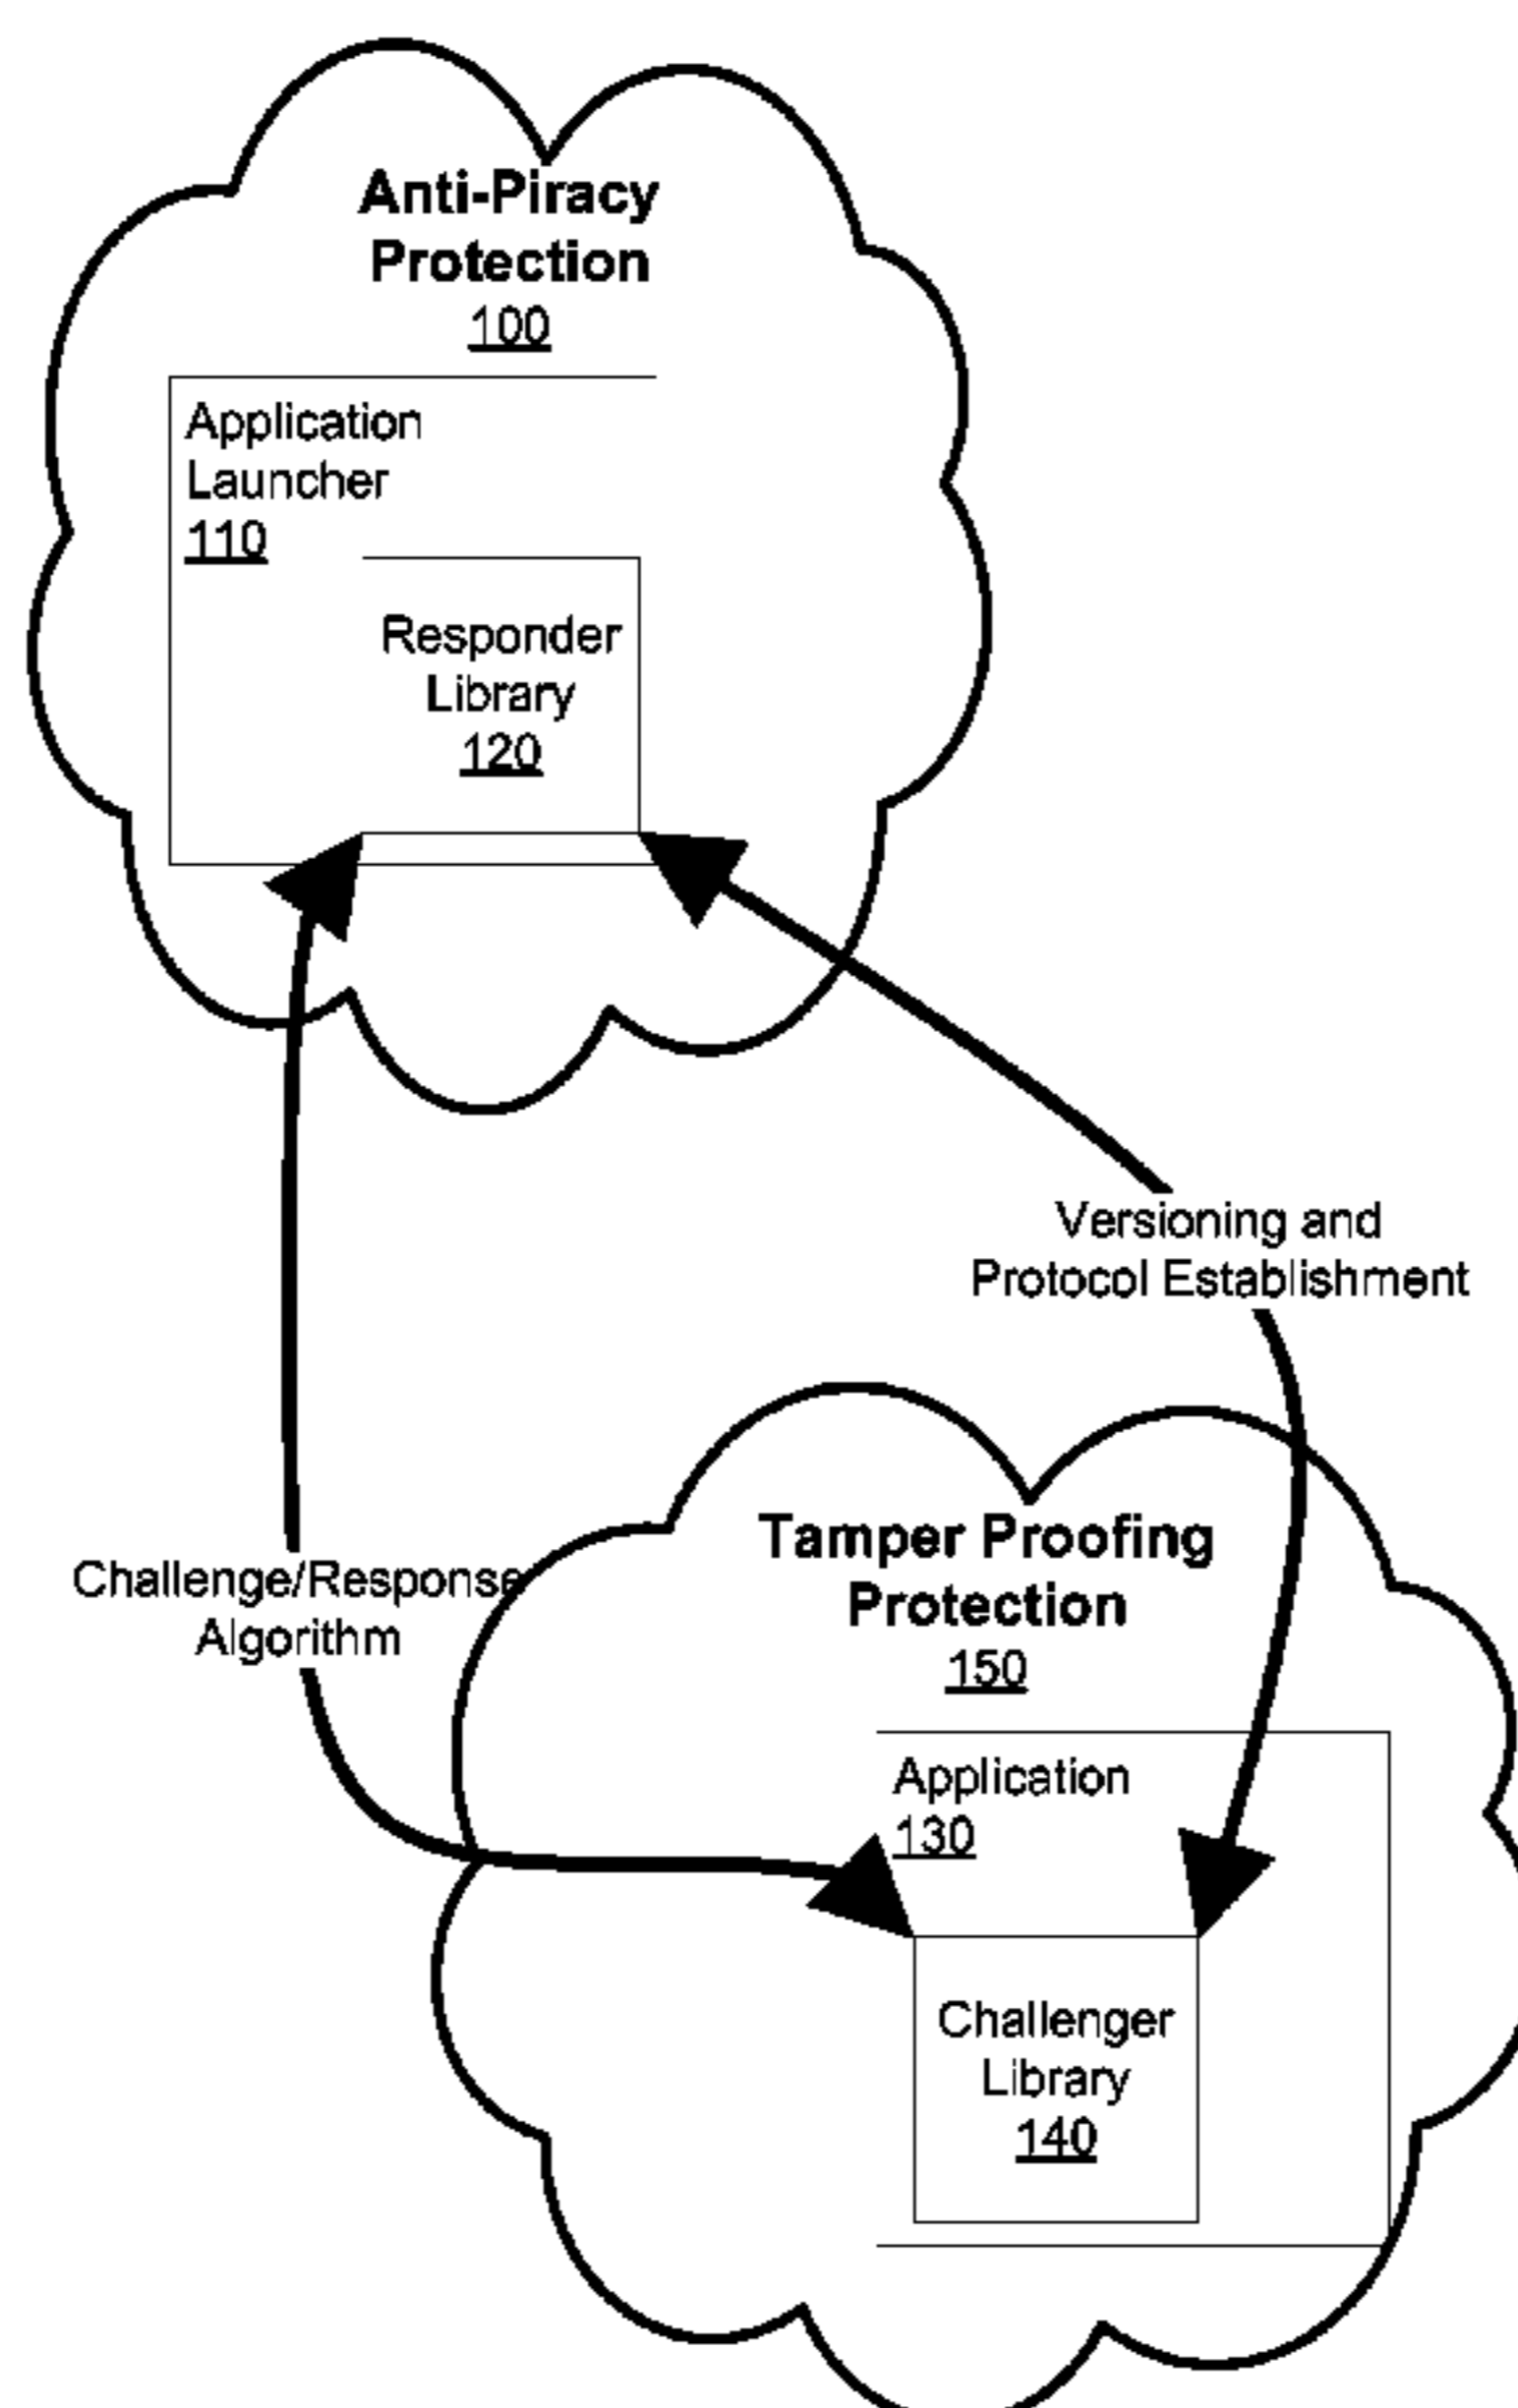 Anti-Piracy
Protection
100
Application
Launcher
110
Responder
Library
120
Versioning and
Protocol Establishment
Challenge/Response
Algorithm
Tamper Proofing
Protection
150
Application
130
Challenger
Library
140